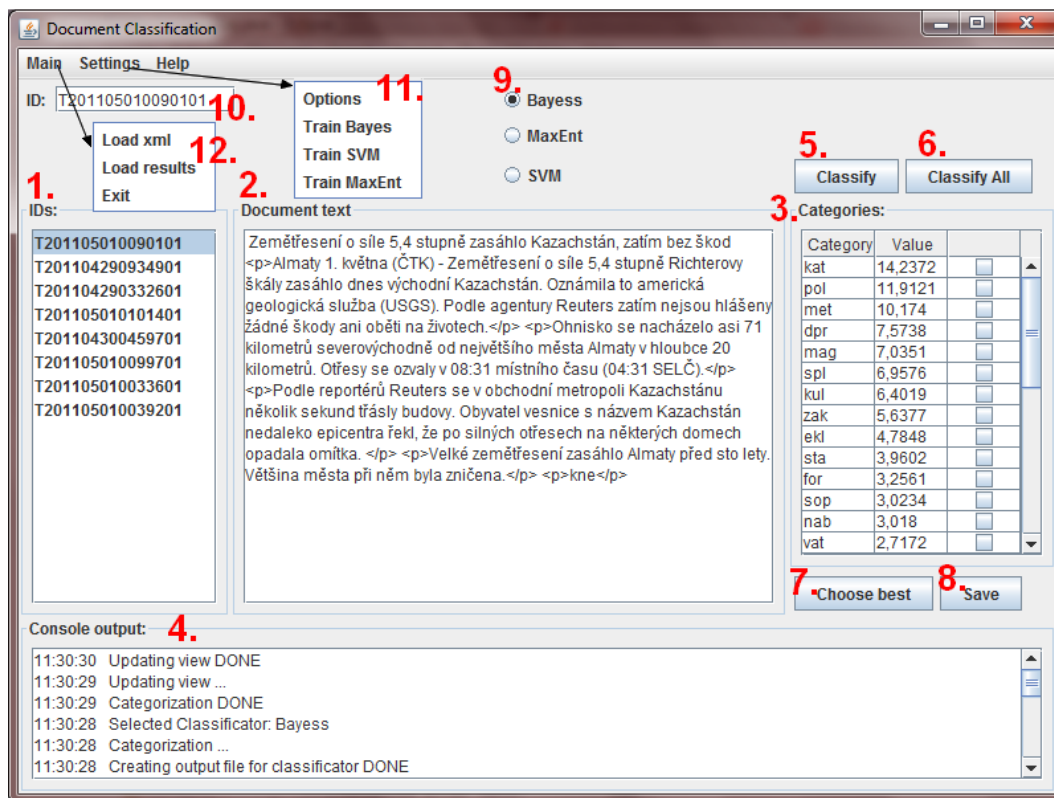 Document Classification
Main Settings Help
ID: T201105010090101
10.
11.
9.
Options
Train Bayes
Train SVM
Train MaxEnt
Bayess
MaxEnt
SVM
Load xml
Load results
Exit
12.
5.
6.
Classify
Classify All
1.
2.
3.
IDs:
Document text
Categories:
T201105010090101
T201104290934901
T201104290332601
T201105010101401
T201104300459701
T201105010099701
T201105010033601
T201105010039201
Zemětřesení o síle 5,4 stupně zasáhlo Kazachstán, zatím bez škod
<p>Almaty 1. května (ČTK) - Zemětřesení o síle 5,4 stupně Richterovy
škály zasáhlo dnes východní Kazachstán. Oznámila to americká
geologická služba (USGS). Podle agentury Reuters zatím nejsou hlášeny
žádné škody ani oběti na životech.</p> <p>Ohnisko se nacházelo asi 71
kilometrů severovýchodně od největšího města Almaty v hloubce 20
kilometrů. Otřesy se ozvaly v 08:31 místního času (04:31 SELČ).</p>
<p>Podle reportérů Reuters se v obchodní metropoli Kazachstánu
několik sekund třásly budovy. Obyvatel vesnice s názvem Kazachstán
nedaleko epicentra řekl, že po silných otřesech na některých domech
opadala omítka. </p> <p>Velké zemětřesení zasáhlo Almaty před sto lety.
Většina města při něm byla zničena.</p> <p>kne</p>
Category Value
kat 14,2372
pol 11,9121
met 10,174
dpr 7,5738
mag 7,0351
spl 6,9576
kul 6,4019
zak 5,6377
ekl 4,7848
sta 3,9602
for 3,2561
sop 3,0234
nab 3,018
vat 2,7172
7.
8.
Choose best
Save
Console output:
4.
11:30:30 Updating view DONE
11:30:29 Updating view ...
11:30:29 Categorization DONE
11:30:28 Selected Classificator: Bayess
11:30:28 Categorization ...
11:30:28 Creating output file for classificator DONE